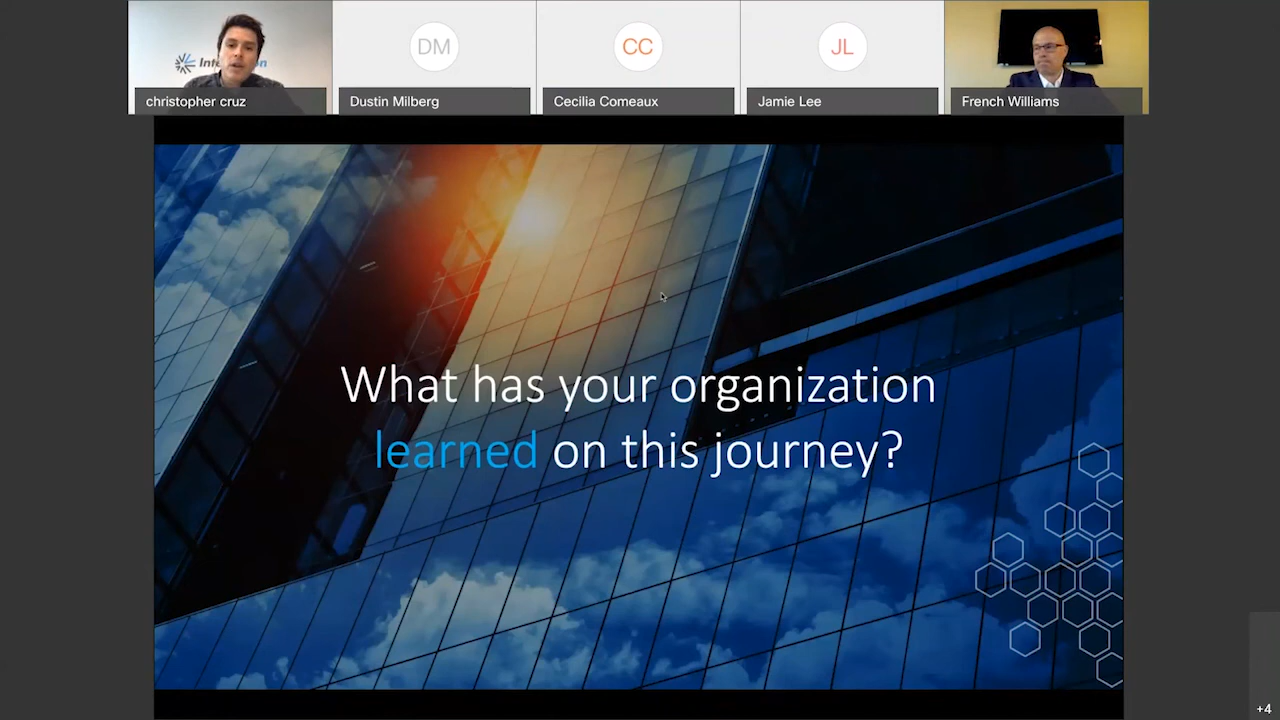 DM
CC
JL
christopher cruz
Dustin Milberg
Cecilia Comeaux
Jamie Lee
French Williams
What has your organization
learned on this journey?
+4